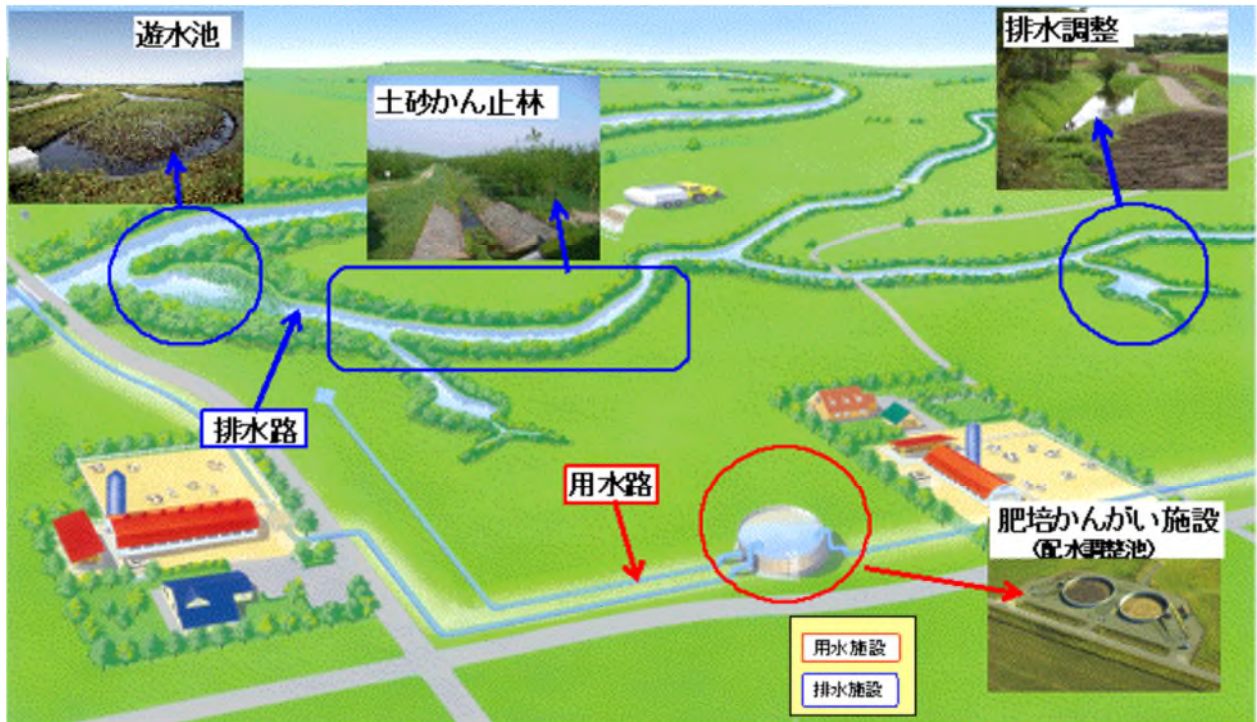 遊水池
排水調整
土砂かん止林
排水路
用水路
肥培かんがい施設
(配水調整池)
用水施設
排水施設